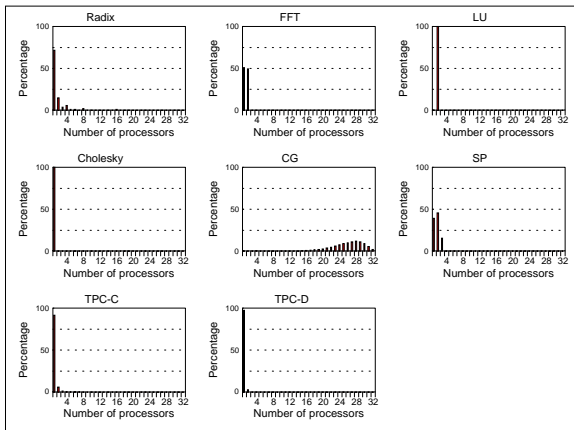 Radix
100
50
0
Percentage
4 8 12 16 20 24 28 32
Number of processors
FFT
100
50
0
Percentage
4 8 12 16 20 24 28 32
Number of processors
LU
100
50
0
Percentage
4 8 12 16 20 24 28 32
Number of processors
Cholesky
100
50
0
Percentage
4 8 12 16 20 24 28 32
Number of processors
CG
100
50
0
Percentage
4 8 12 16 20 24 28 32
Number of processors
SP
100
50
0
Percentage
4 8 12 16 20 24 28 32
Number of processors
TPC-C
100
50
0
Percentage
4 8 12 16 20 24 28 32
Number of processors
TPC-D
100
50
0
Percentage
4 8 12 16 20 24 28 32
Number of processors